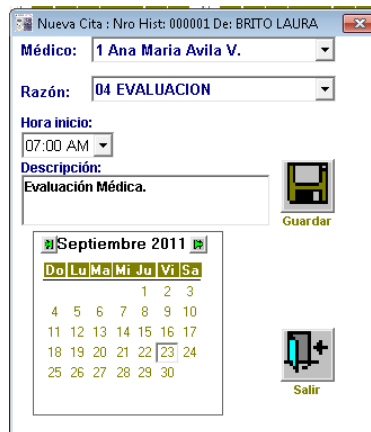 Nueva Cita : Nro Hist: 000001 De: BRITO LAURA
Médico: 1 Ana Maria Avila V.
Razón: 04 EVALUACION
Hora inicio:
07:00 AM
Descripción:
Evaluación Médica.
Guardar
Septiembre 2011
Do Lu Ma Mi Ju Vi Sa
1 2 3
4 5 6 7 8 9 10
11 12 13 14 15 16 17
18 19 20 21 22 23 24
25 26 27 28 29 30
Salir